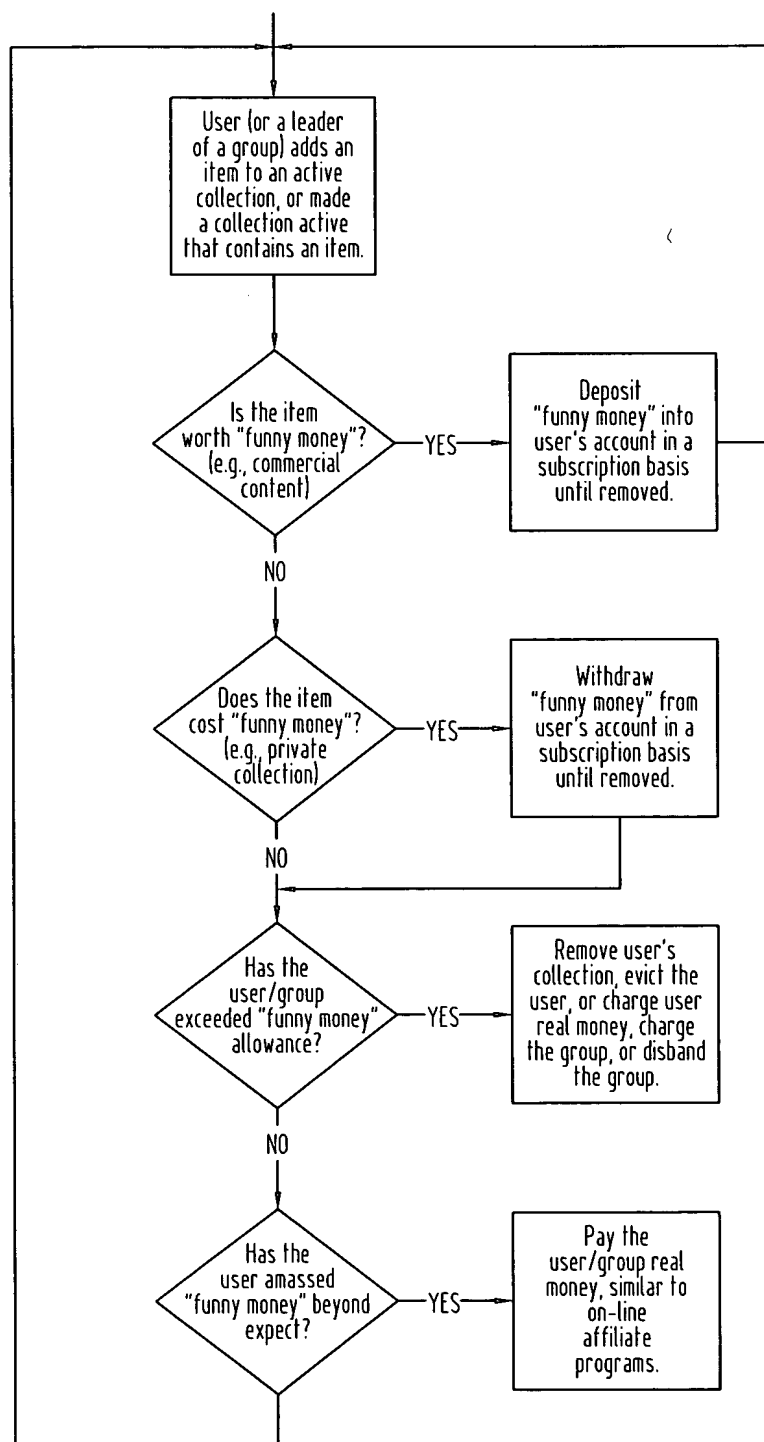 User (or a leader
of a group) adds an
item to an active
collection, or made
a collection active
that contains an item.
Is the item
worth "funny money"?
(e.g., commercial
content)
YES
Deposit
"funny money" into
user's account in a
subscription basis
until removed.
NO
Does the item
cost "funny money"?
(e.g., private
collection)
YES
Withdraw
"funny money" from
user's account in a
subscription basis
until removed.
NO
Has the
user/group
exceeded "funny money"
allowance?
YES
Remove user's
collection, evict the
user, or charge user
real money, charge
the group, or disband
the group.
NO
Has the
user amassed
"funny money" beyond
expect?
YES
Pay the
user/group real
money, similar to
on-line
affiliate
programs.